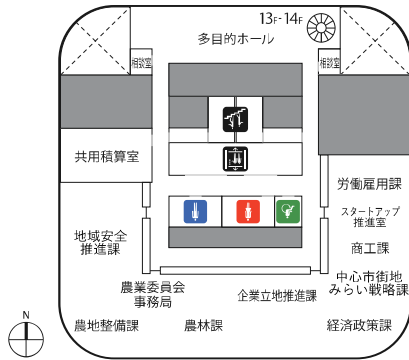 13F-14F
多目的ホール
相談室
相談室
共用積算室
労働雇用課
スタートアップ
推進室
地域安全
推進課
商工課
中心市街地
みらい戦略課
農業委員会
事務局
企業立地推進課
農地整備課
農林課
経済政策課
N